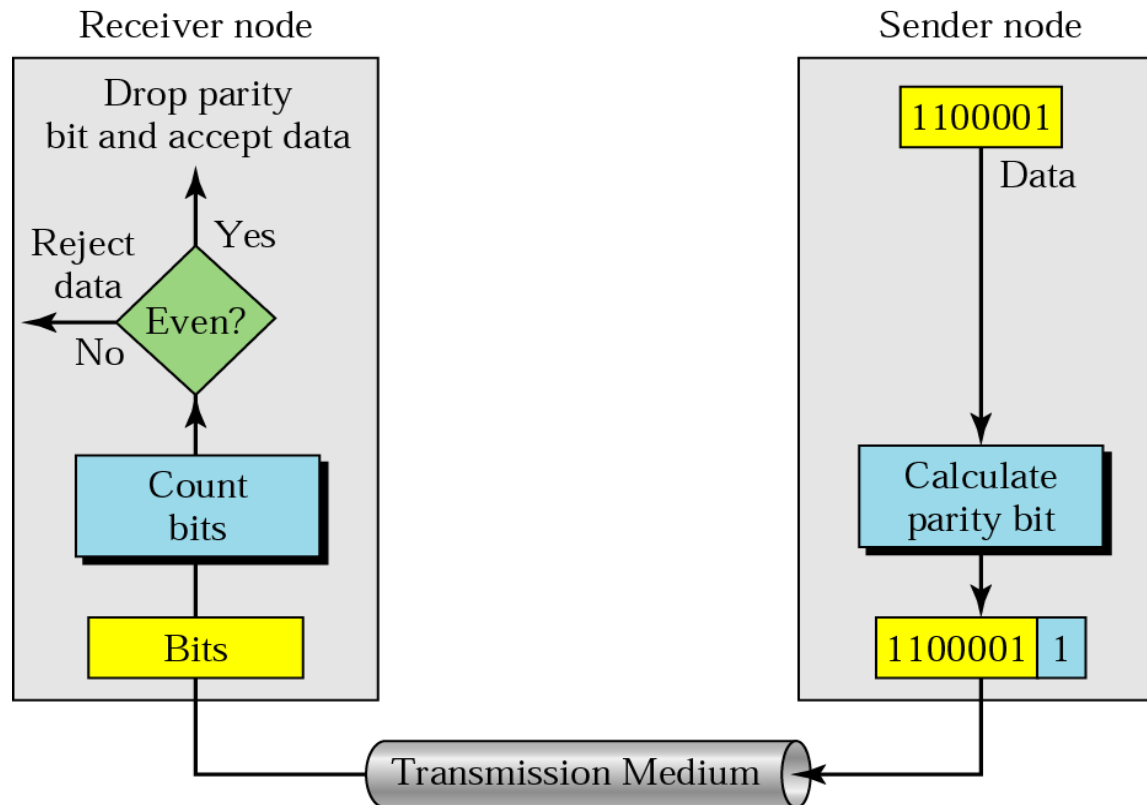 Receiver node
Drop parity
bit and accept data
Yes
Reject
data
Even?
No
Count
bits
Bits
Sender node
1100001
Data
Calculate
parity bit
1100001 1
Transmission Medium